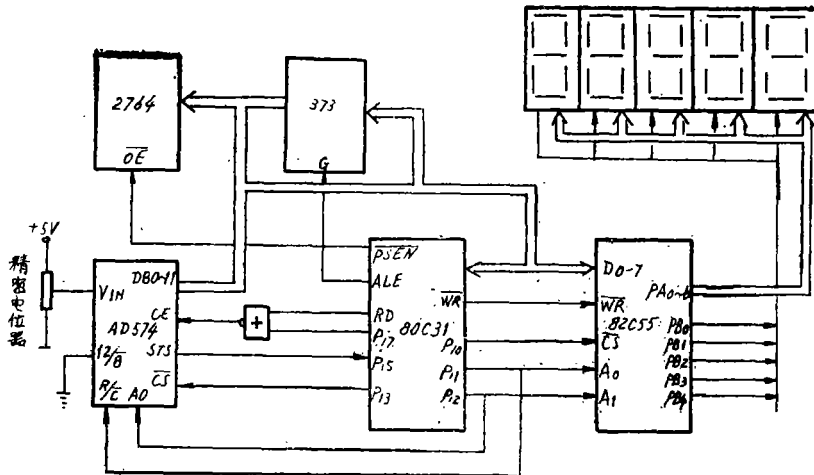 2764
OE
373
G
+5V
精密电位器
VIN
DB0-11
CE
AD574
12/8
STS
R/C
A0
CS
PSEN
ALE
WR
RD
80C31
P17
P10
P15
P11
P13
P12
D0-7
PA0-6
WR
82C55
PB0
CS
PB1
A0
PB2
PB3
A1
PB4
+